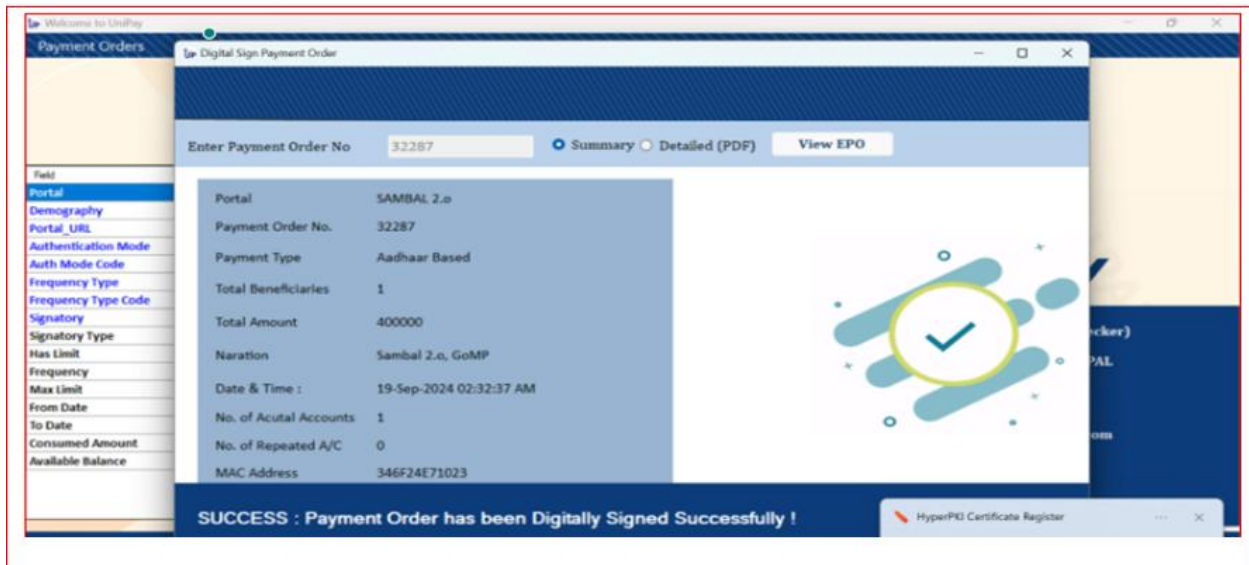 Welcome to UniPay
Payment Orders
Digital Sign Payment Order
Enter Payment Order No 32287 Summary Detailed (PDF) View EPO
Field
Portal
Demography
Portal_URL
Authentication Mode
Auth Mode Code
Frequency Type
Frequency Type Code
Signatory
Signatory Type
Has Limit
Frequency
Max Limit
From Date
To Date
Consumed Amount
Available Balance
Portal SAMBAL 2.0
Payment Order No. 32287
Payment Type Aadhaar Based
Total Beneficiaries 1
Total Amount 400000
Naration Sambal 2.0, GoMP
Date & Time : 19-Sep-2024 02:32:37 AM
No. of Acutal Accounts 1
No. of Repeated A/C 0
MAC Address 346F24E71023
cker)
PAL
om
SUCCESS : Payment Order has been Digitally Signed Successfully !
HyperPKI Certificate Register